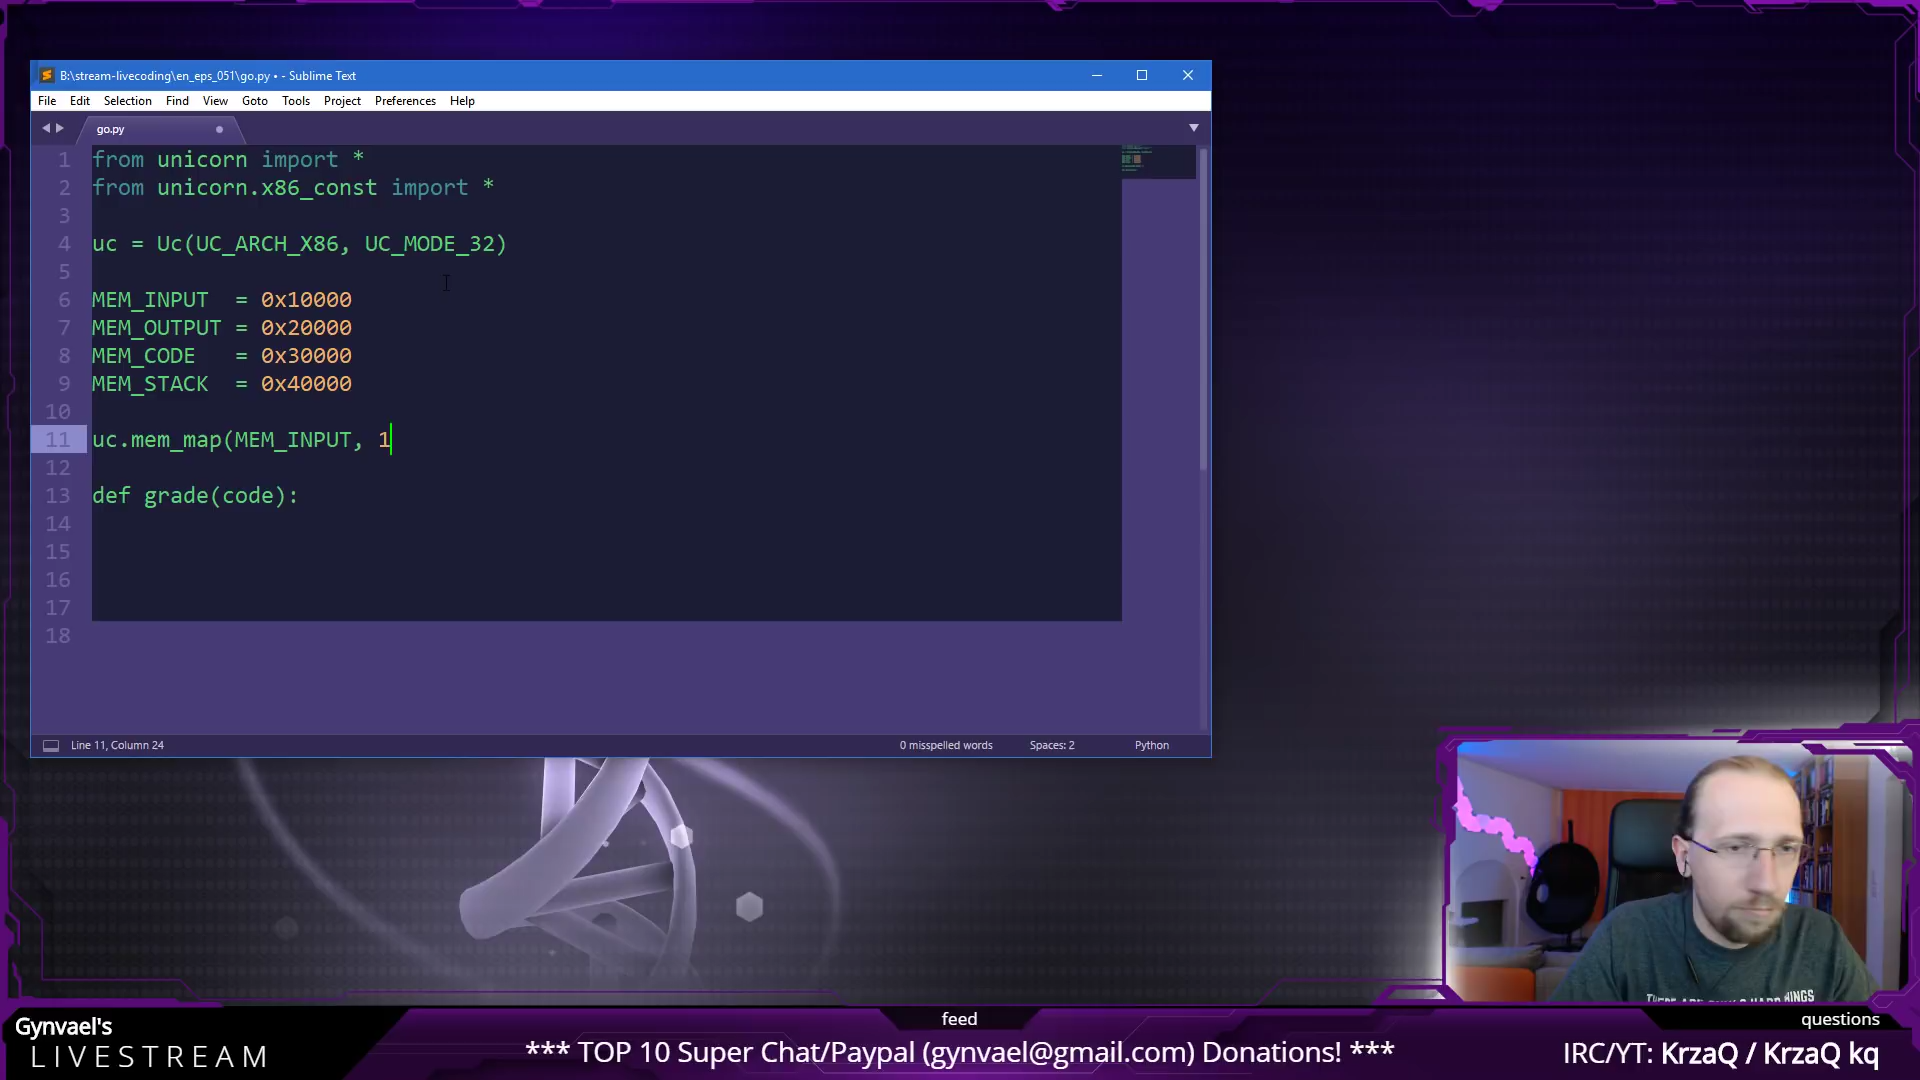 B:\stream-livecoding\en_eps_051\go.py • - Sublime Text
File Edit Selection Find View Goto Tools Project Preferences Help
go.py
1 from unicorn import *
2 from unicorn.x86_const import *
3
4 uc = Uc(UC_ARCH_X86, UC_MODE_32)
5
6 MEM_INPUT  = 0x10000
7 MEM_OUTPUT = 0x20000
8 MEM_CODE   = 0x30000
9 MEM_STACK  = 0x40000
10
11 uc.mem_map(MEM_INPUT, 1
12
13 def grade(code):
14
15
16
17
18
Line 11, Column 24 0 misspelled words Spaces: 2 Python
Gynvael's
LIVESTREAM
feed
*** TOP 10 Super Chat/Paypal (gynvael@gmail.com) Donations! ***
questions
IRC/YT: KrzaQ / KrzaQ kq